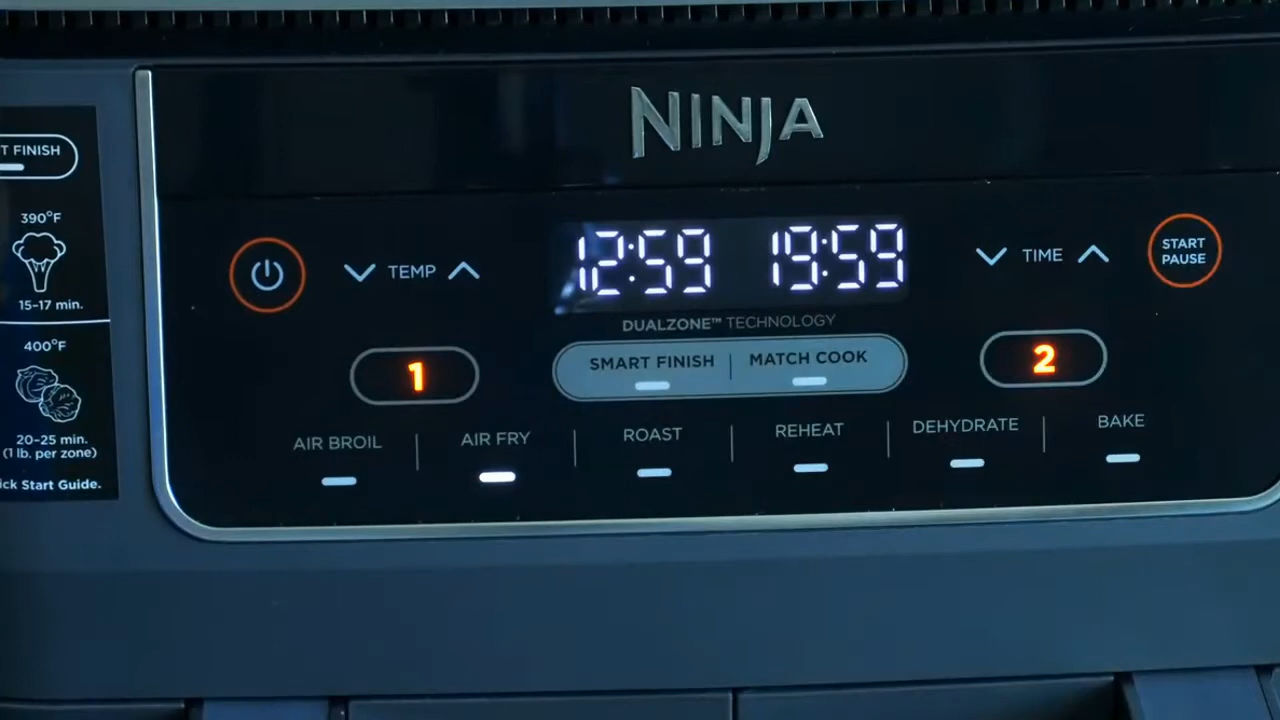 NINJA
T FINISH
390°F
15-17 min.
400°F
20-25 min.
(1 lb. per zone)
ck Start Guide.
TEMP
12:59
19:59
TIME
START
PAUSE
DUALZONE™ TECHNOLOGY
1
SMART FINISH
MATCH COOK
2
AIR BROIL
AIR FRY
ROAST
REHEAT
DEHYDRATE
BAKE